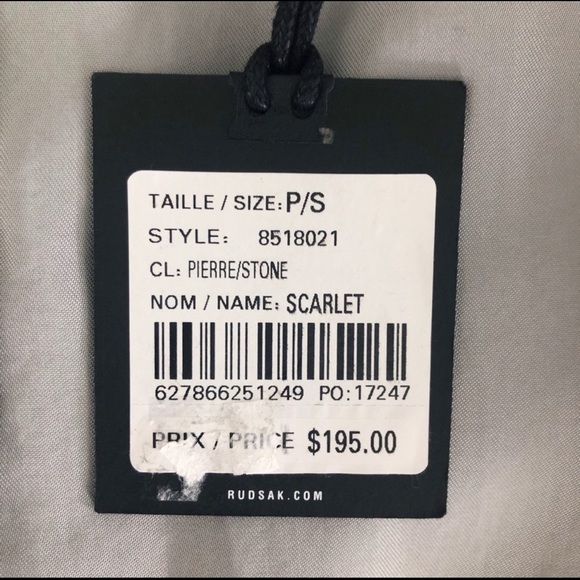 TAILLE / SIZE: P/S
STYLE: 8518021
CL: PIERRE/STONE
NOM / NAME: SCARLET
627866251249 PO: 17247
PRIX / PRICE $195.00
RUDSAK.COM